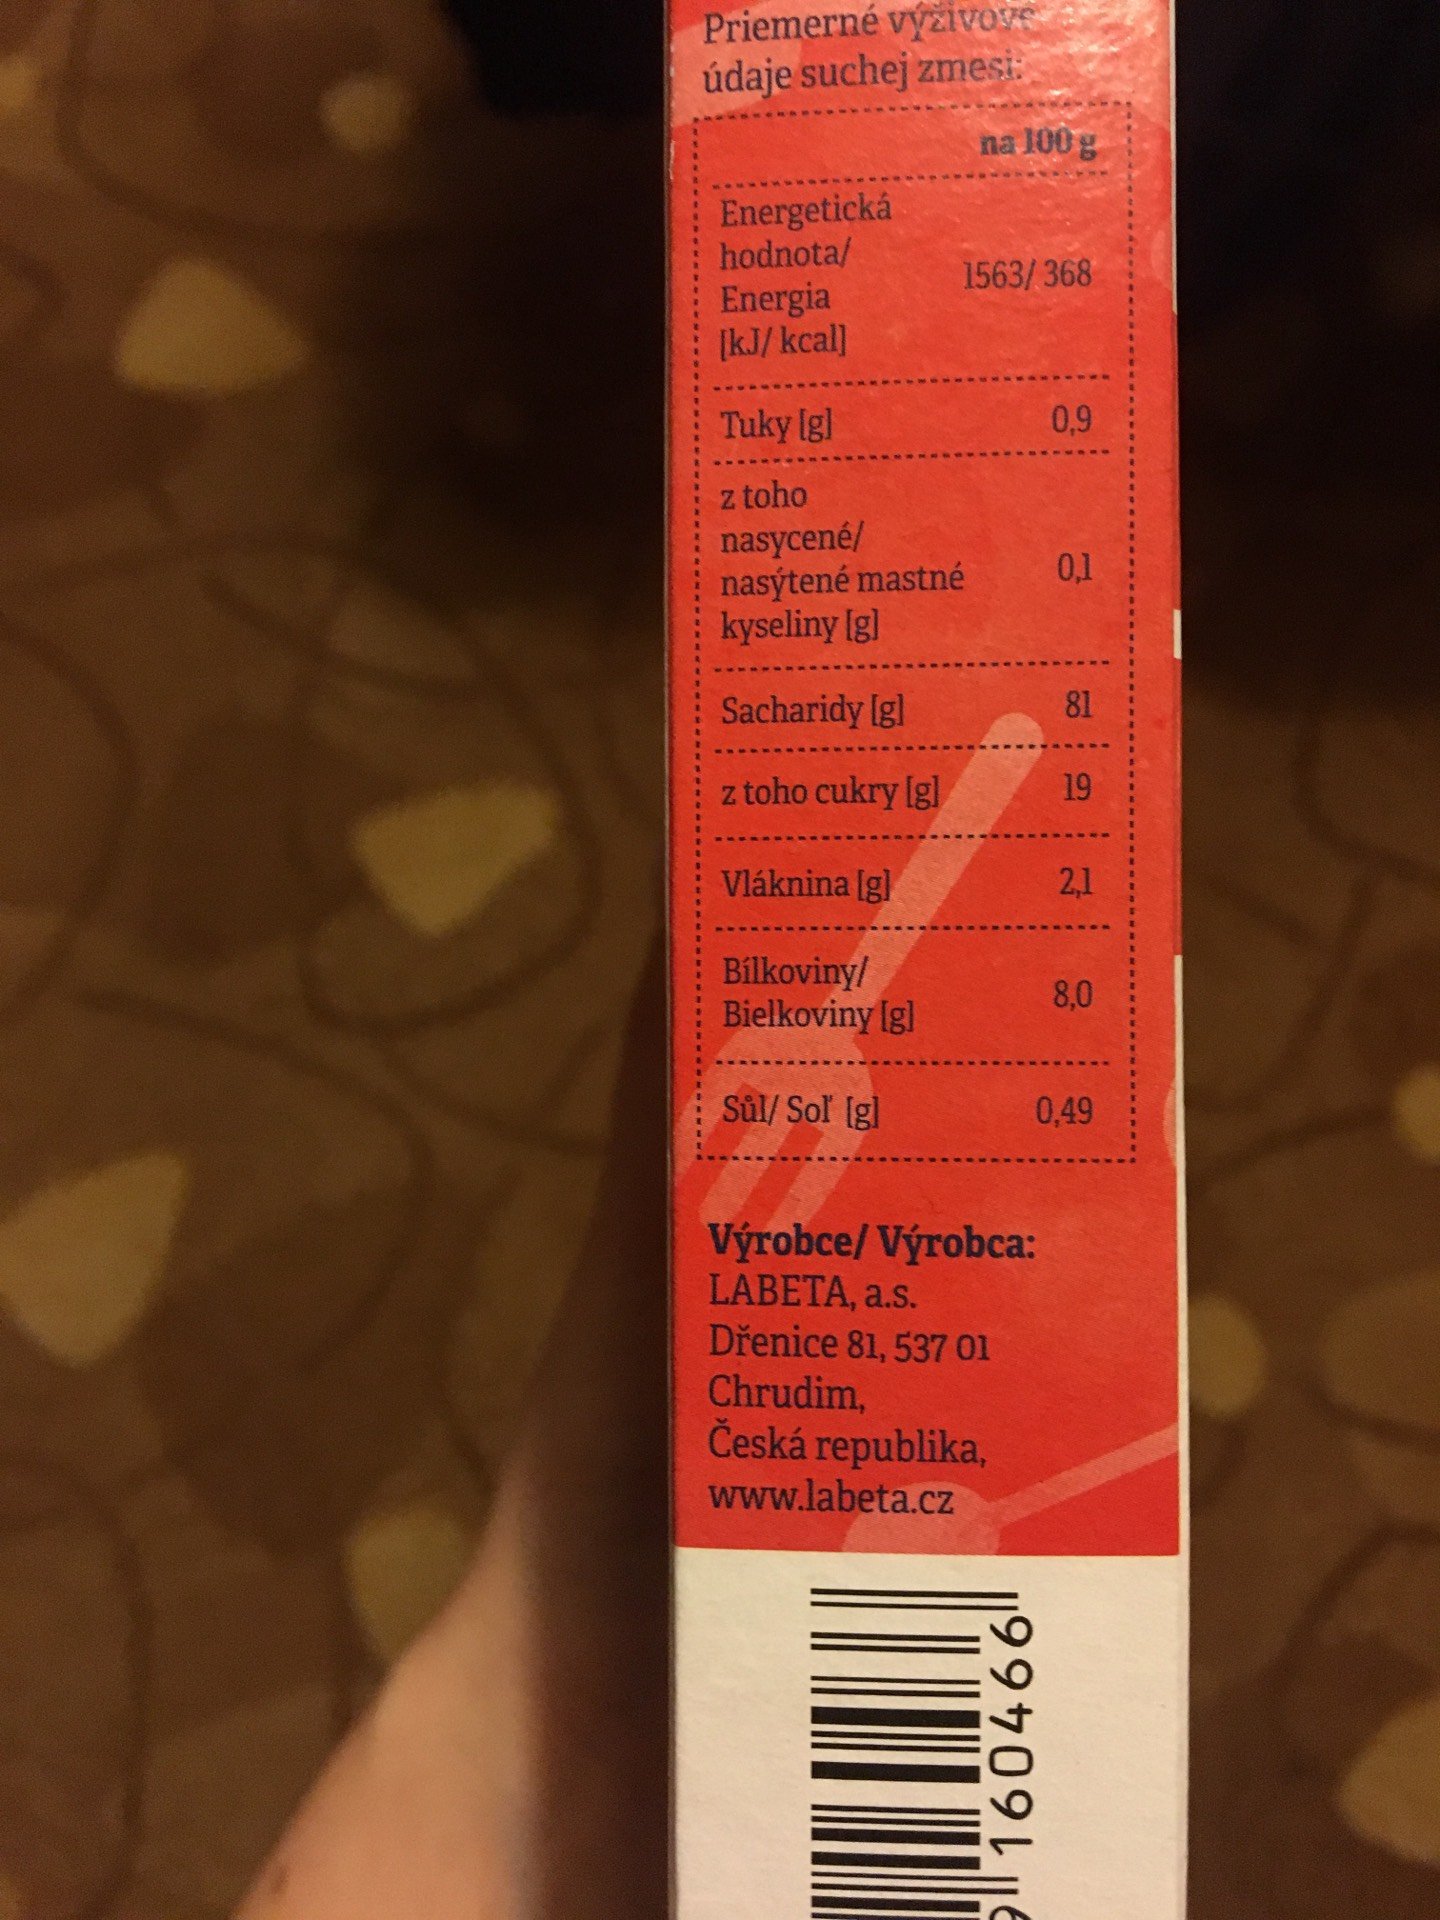 Priemerné výživové
údaje suchej zmesi:
na 100 g
Energetická
hodnota/
Energia
[kJ/ kcal]
1563/ 368
Tuky [g] 0,9
z toho
nasycené/
nasýtené mastné
kyseliny [g]
0,1
Sacharidy [g] 81
z toho cukry [g] 19
Vláknina [g] 2,1
Bílkoviny/
Bielkoviny [g]
8,0
Sůl/ Soľ [g] 0,49
Výrobce/ Výrobca:
LABETA, a.s.
Dřenice 81, 537 01
Chrudim,
Česká republika,
www.labeta.cz
160466